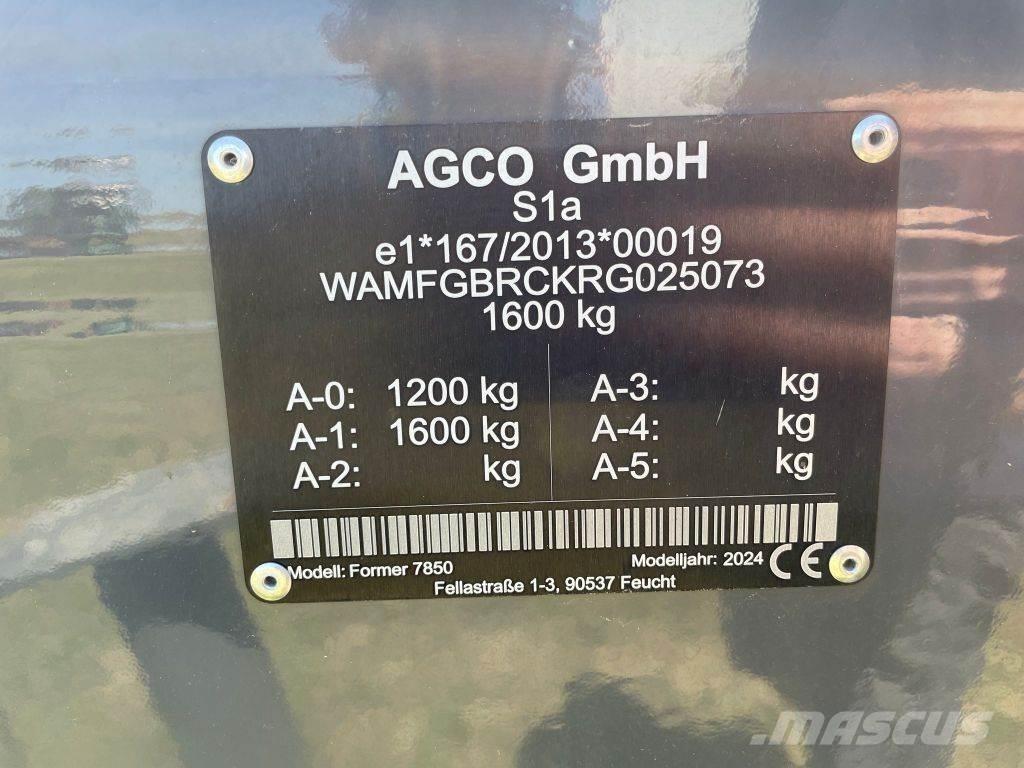 AGCO GmbH
S1a
e1*167/2013*00019
WAMFGBRCKRG025073
1600 kg
A-0: 1200 kg
A-1: 1600 kg
A-2: kg
A-3: kg
A-4: kg
A-5: kg
Modell: Former 7850
Modelljahr: 2024 CE
Fellastraße 1-3, 90537 Feucht
MASCUS